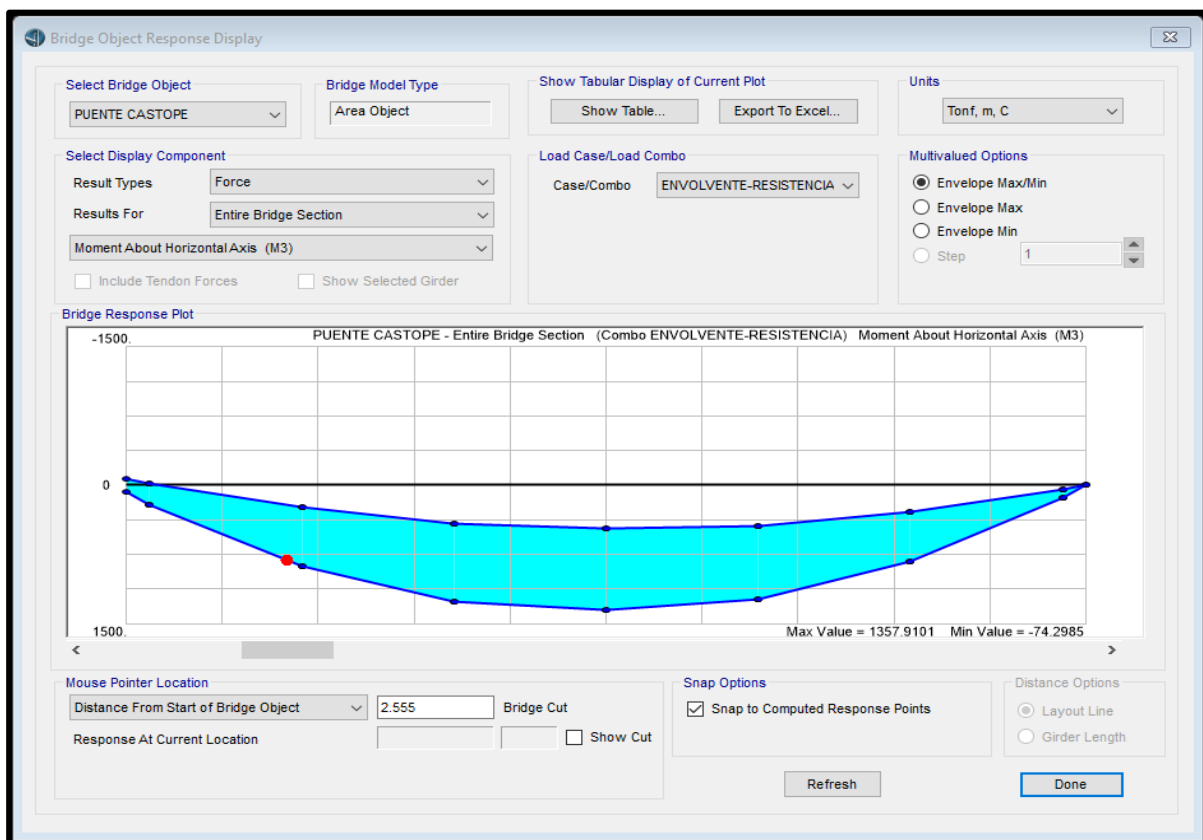 Bridge Object Response Display
Select Bridge Object
PUENTE CASTOPE
Bridge Model Type
Area Object
Show Tabular Display of Current Plot
Show Table...
Export To Excel...
Units
Tonf, m, C
Select Display Component
Result Types
Force
Results For
Entire Bridge Section
Moment About Horizontal Axis (M3)
Include Tendon Forces
Show Selected Girder
Load Case/Load Combo
Case/Combo
ENVOLVENTE-RESISTENCIA
Multivalued Options
Envelope Max/Min
Envelope Max
Envelope Min
Step
1
Bridge Response Plot
PUENTE CASTOPE - Entire Bridge Section (Combo ENVOLVENTE-RESISTENCIA) Moment About Horizontal Axis (M3)
-1500.
0
1500.
Max Value = 1357.9101 Min Value = -74.2985
Mouse Pointer Location
Distance From Start of Bridge Object
2.555
Bridge Cut
Response At Current Location
Show Cut
Snap Options
Snap to Computed Response Points
Distance Options
Layout Line
Girder Length
Refresh
Done